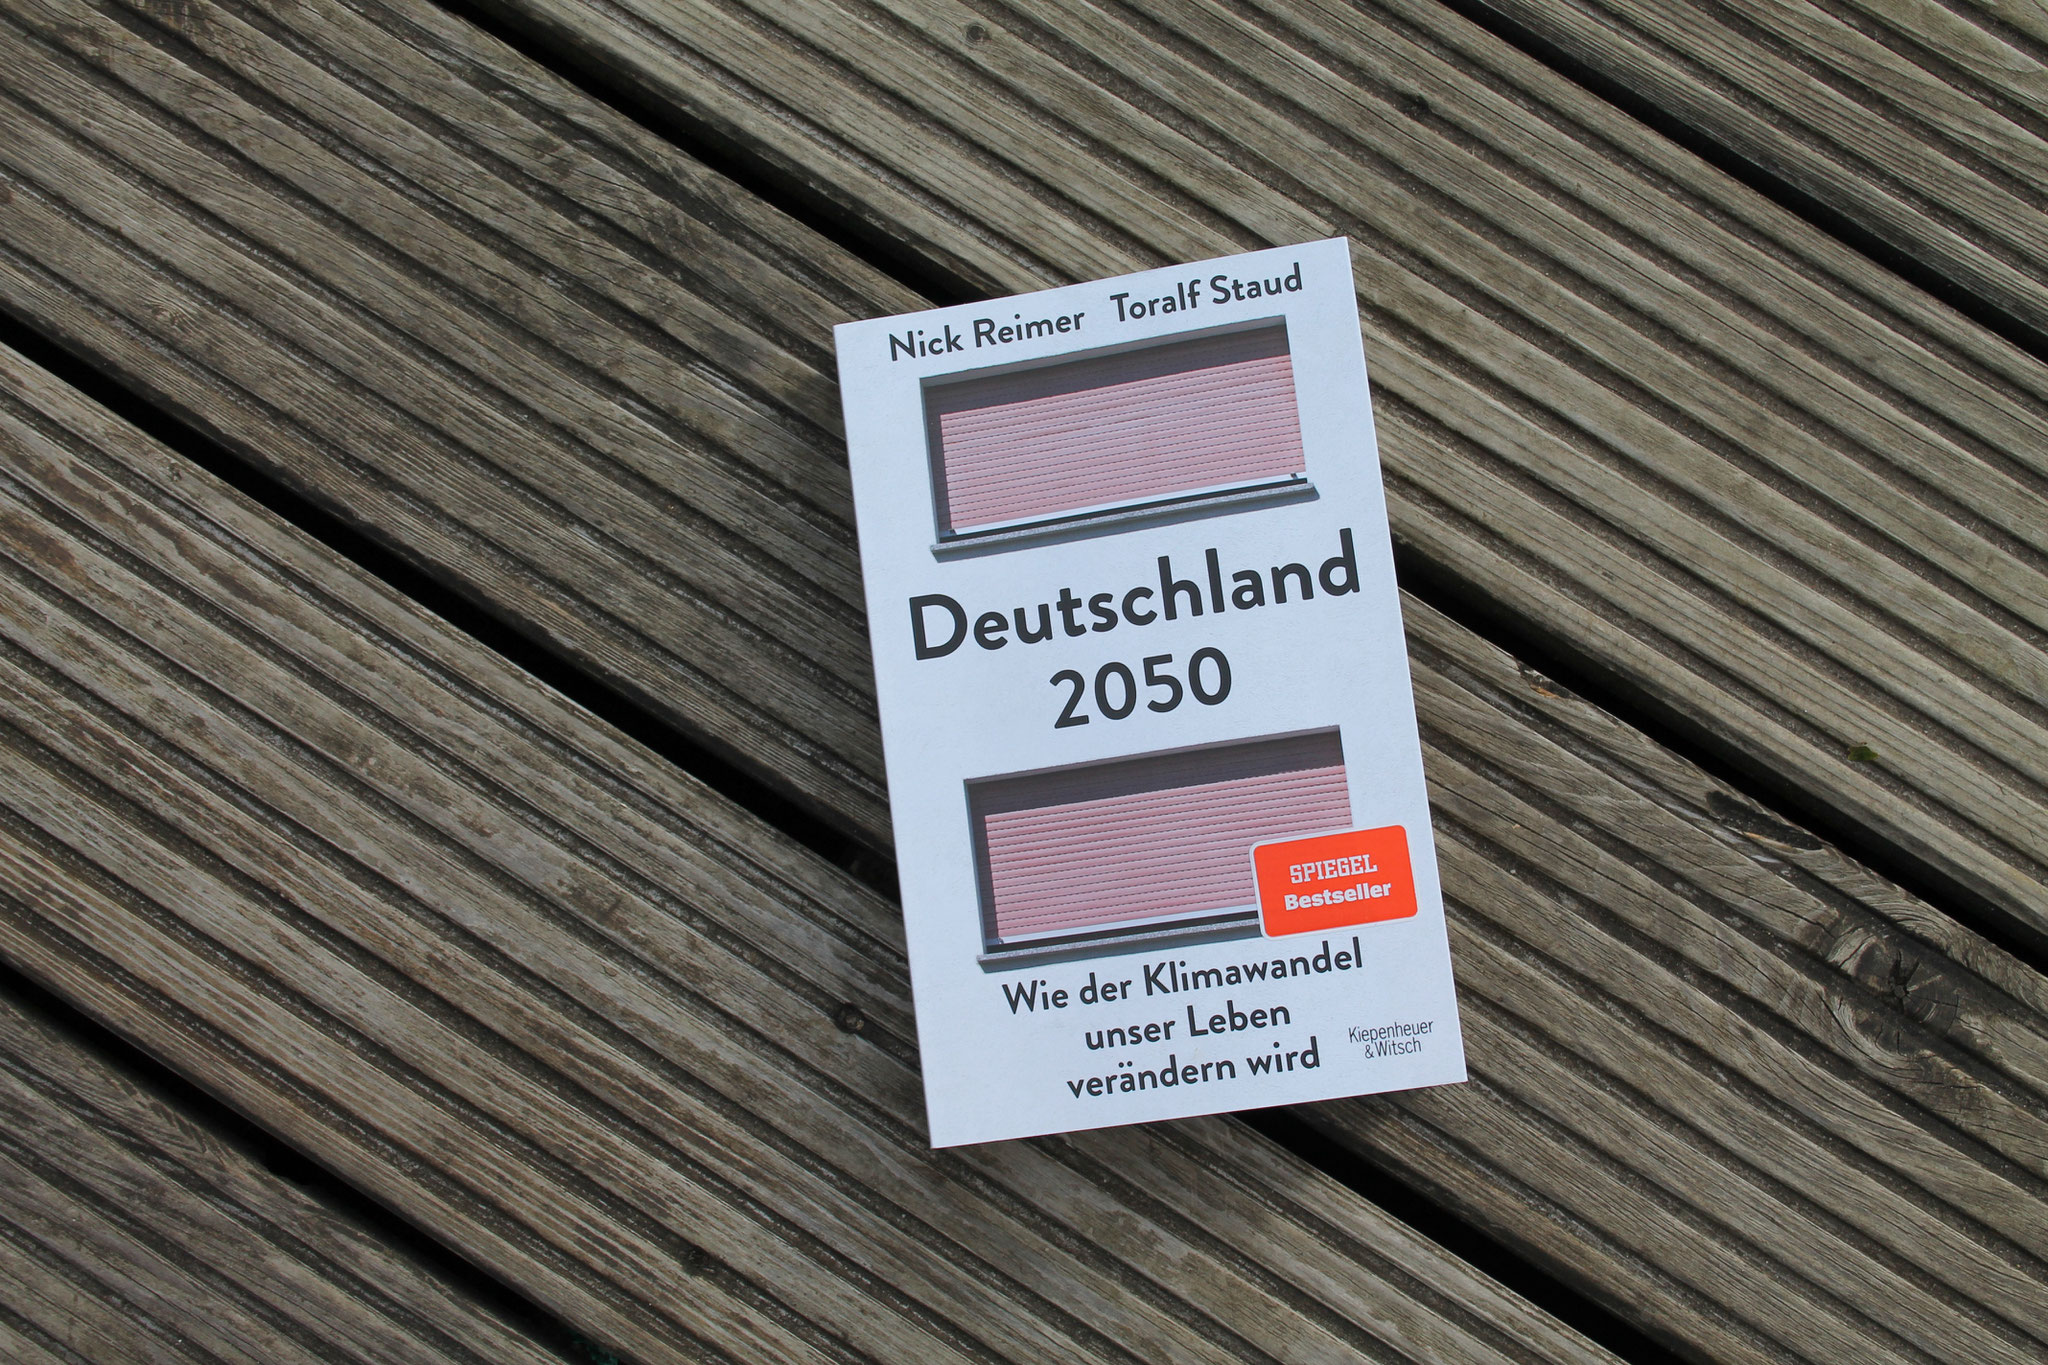 Nick Reimer Toralf Staud
Deutschland
2050
SPIEGEL
Bestseller
Wie der Klimawandel
unser Leben
verändern wird
Kiepenheuer
& Witsch